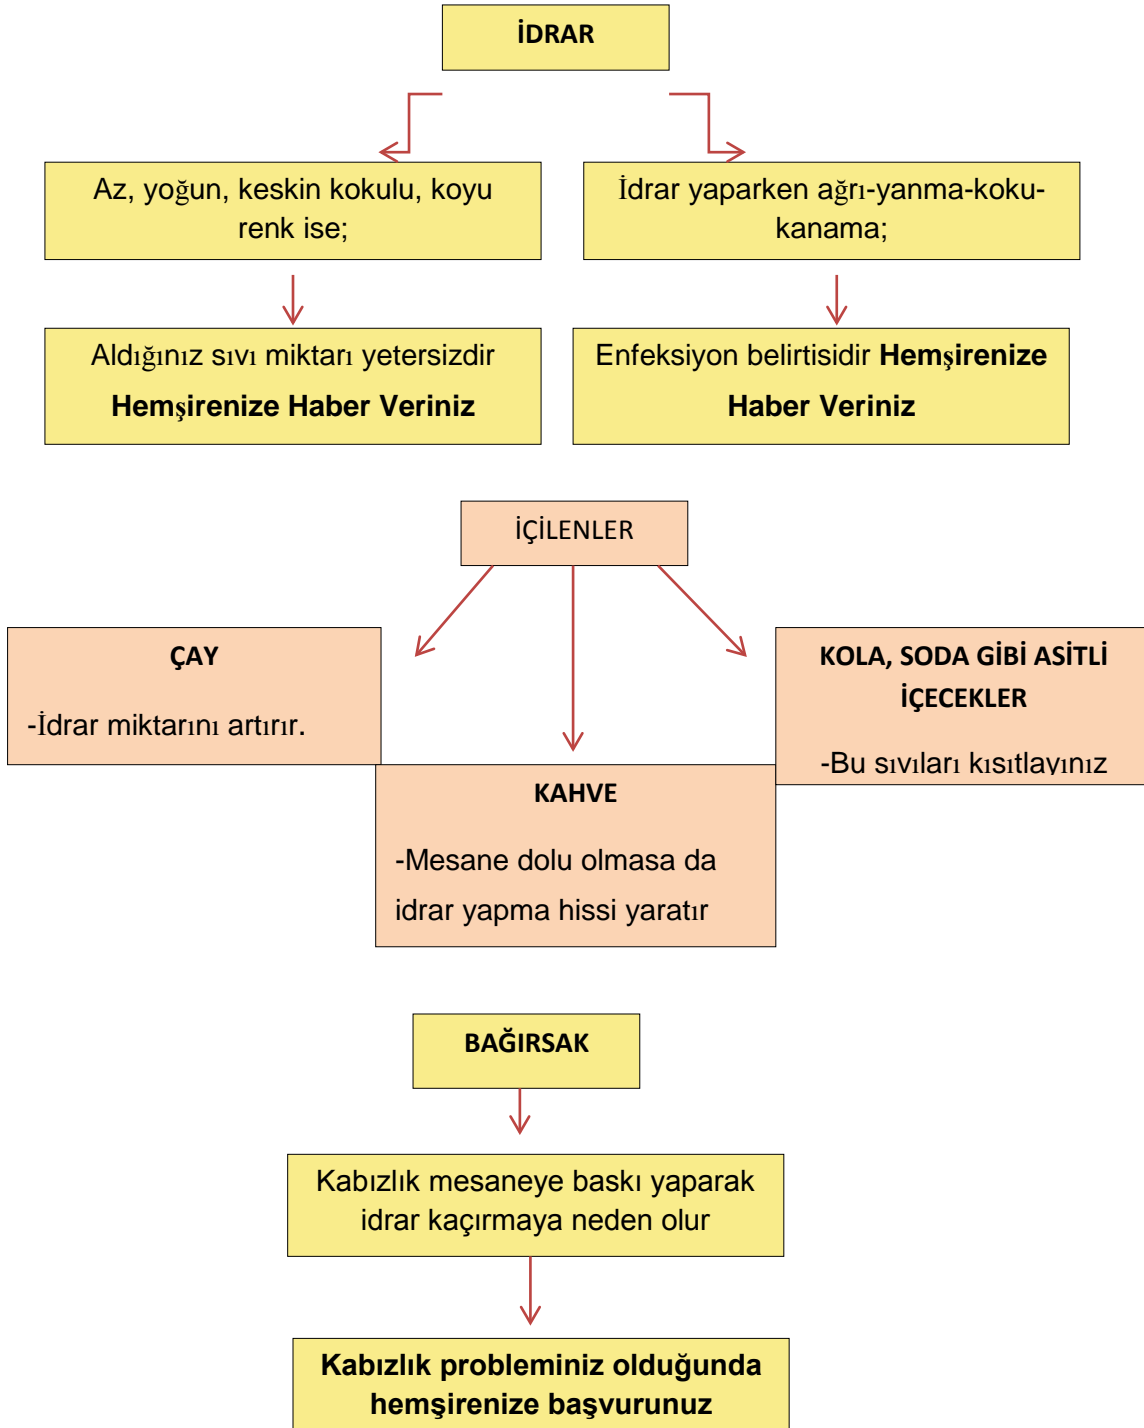 İDRAR
Az, yoğun, keskin kokulu, koyu
renk ise;
İdrar yaparken ağrı-yanma-koku-
kanama;
Aldığınız sıvı miktarı yetersizdir
Hemşirenize Haber Veriniz
Enfeksiyon belirtisidir Hemşirenize
Haber Veriniz
İÇİLENLER
ÇAY
-İdrar miktarını artırır.
KOLA, SODA GİBİ ASİTLİ
İÇECEKLER
-Bu sıvıları kısıtlayınız
KAHVE
-Mesane dolu olmasa da
idrar yapma hissi yaratır
BAĞIRSAK
Kabızlık mesaneye baskı yaparak
idrar kaçırmaya neden olur
Kabızlık probleminiz olduğunda
hemşirenize başvurunuz